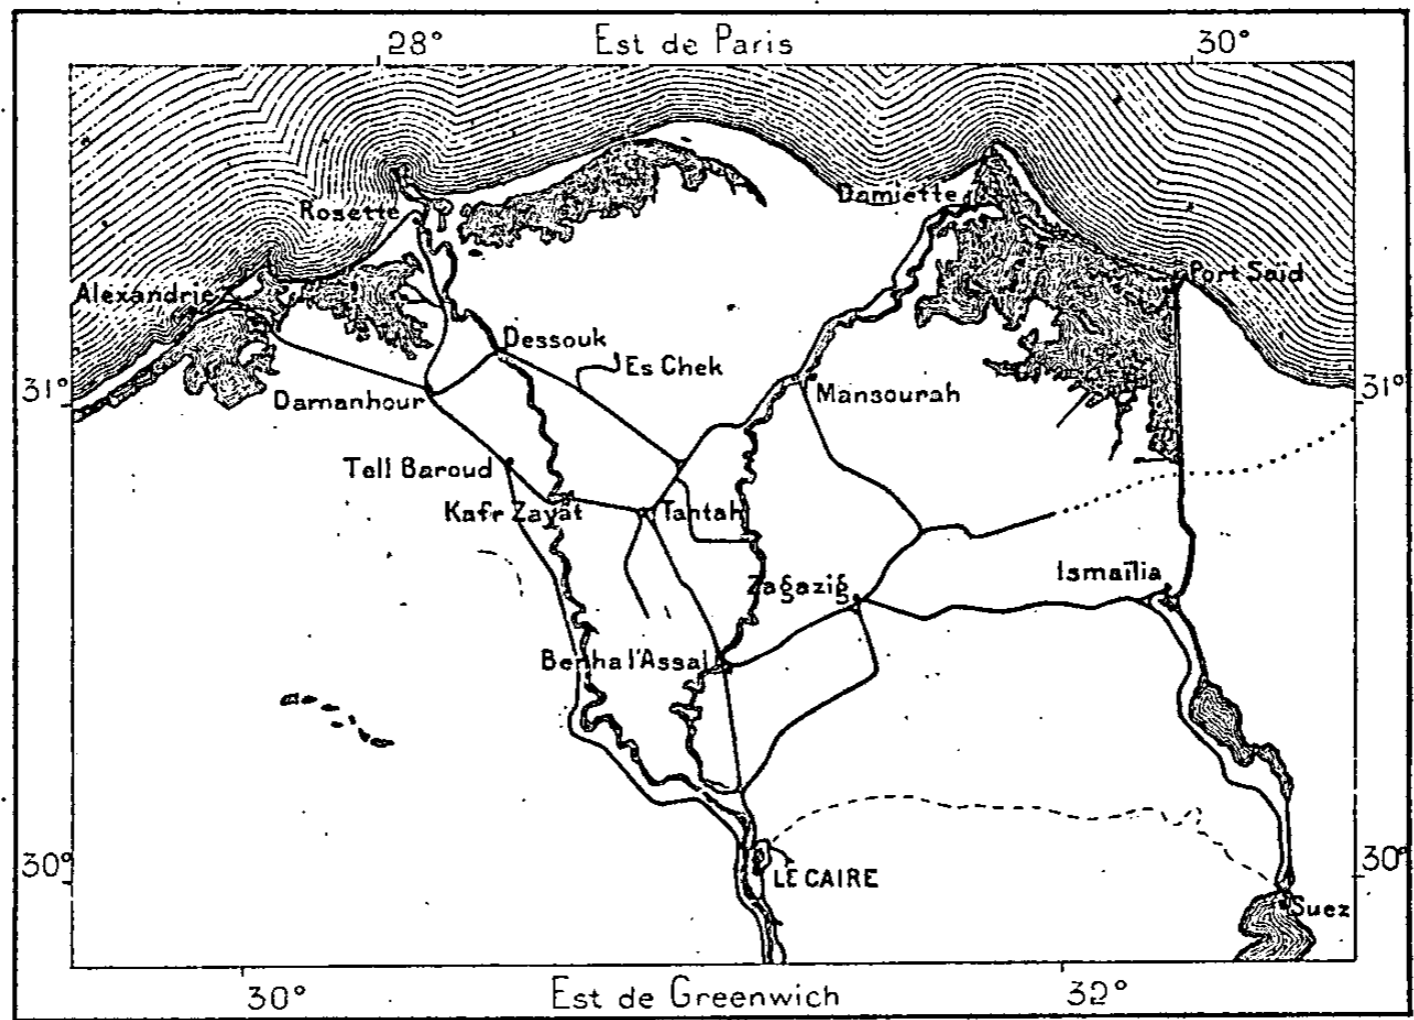 28° Est de Paris 30°
Rosette
Damiette
Alexandrie
Port Saïd
Dessouk
Es Chek
31° 31°
Damanhour
Mansourah
Tell Baroud
Kafr Zayat
Tantah
Zagazig
Ismaïlia
Benha l'Assal
30° 30°
LE CAIRE
Suez
30° Est de Greenwich 32°